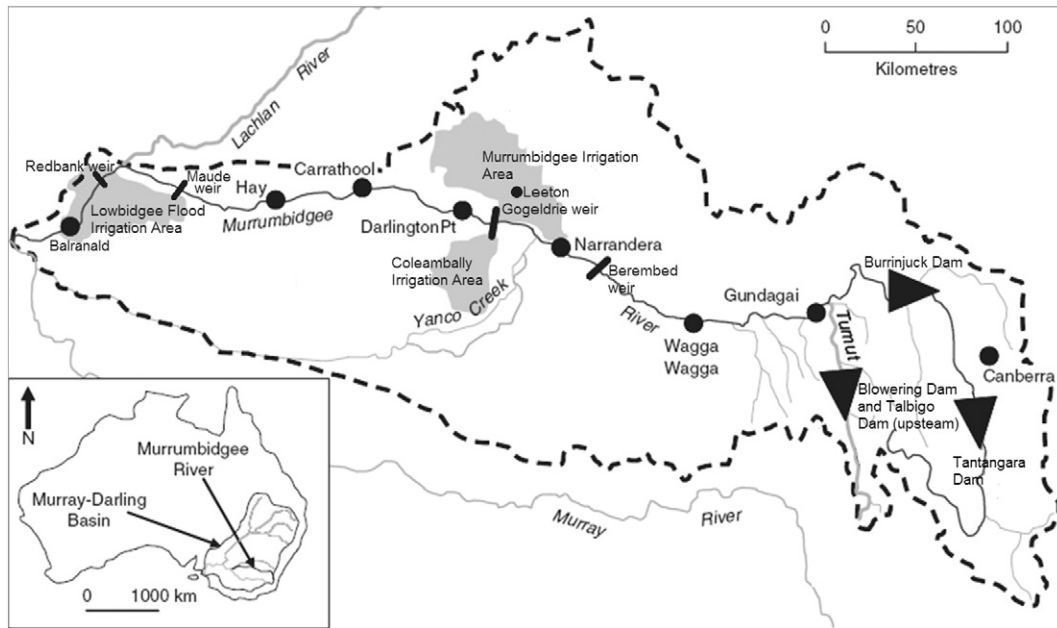 0 50 100
Kilometres
Lachlan
River
Redbank weir
Maude
weir
Hay
Carrathool
Murrumbidgee Irrigation
Area
Leeton
Gogeldrie weir
Lowbidgee Flood
Irrigation Area
Murrumbidgee
Darlington Pt
Balranald
Narrandera
Coleambally
Irrigation Area
Berembed
weir
Burrinjuck Dam
Yanco Creek
River
Gundagai
Tumut
Wagga
Wagga
Canberra
Blowering Dam
and Talbigo
Dam (upsteam)
Tantangara
Dam
N
Murrumbidgee
River
Murray-Darling
Basin
0 1000 km
Murray River